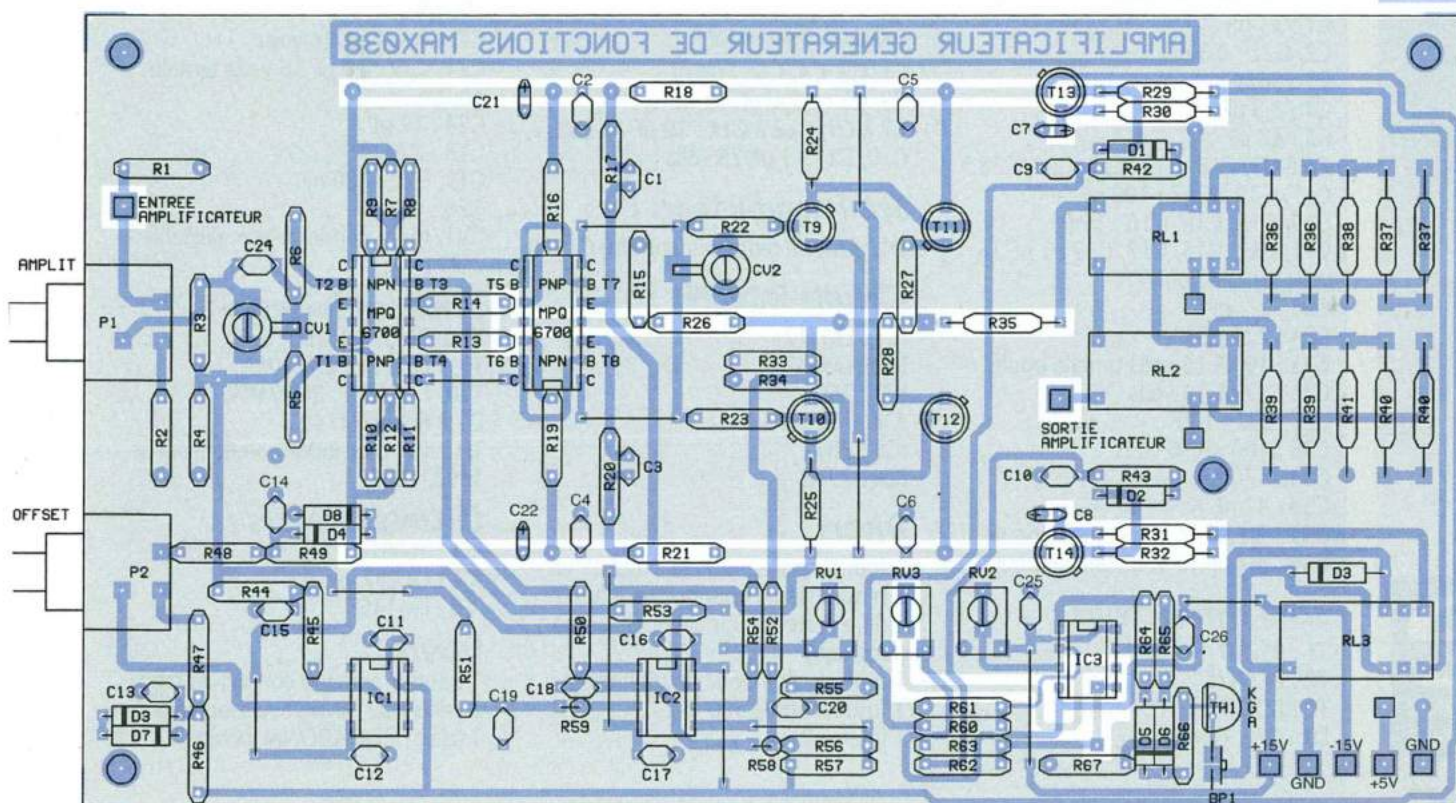 AMPLIFICATEUR GENERATEUR DE FONCTIONS MAX038
C21 C2 R18 C5 T13 R29
R30
R24 C7
R1 R17 C1 C9 D1
R42
ENTREE
AMPLIFICATEUR
R9 R7 R8 R16
C24 R6 R22 T9 T11 RL1 R36 R36 R38 R37 R37
AMPLIT C C C C
T2 B NPN B T3 T5 B PNP B T7 R15 CV2 R27
P1 R3 CV1 E MPQ 6700 E R14 E MPQ 6700 E R26 R35
R13 R33
T1 B PNP B T4 T6 B NPN B T8 R34 R28 RL2
C C C C
R5
R2 R4 R10 R12 R11 R19 R23 T10 T12 R39 R39 R41 R40 R40
SORTIE
AMPLIFICATEUR
R20 C3 C10 R43
C14 D2
OFFSET D8 C22 C4 R25 C6 C8
D4 R31
R48 R49 R21 T14 R32
P2 RV1 RV3 RV2 C25 D3
R44 R45 R50 R53 R54 R52
C15 C11 C16 R64 R65 C26 RL3
R47 R51 IC3
C13 IC1 C18 IC2 R55 K
D3 C19 R59 C20 R61 TH1 G
D7 R60 A
R46 R58 R56 R63 D5 D6 R66
C12 C17 R57 R62 R67
+15V -15V GND
GND +5V
BP1